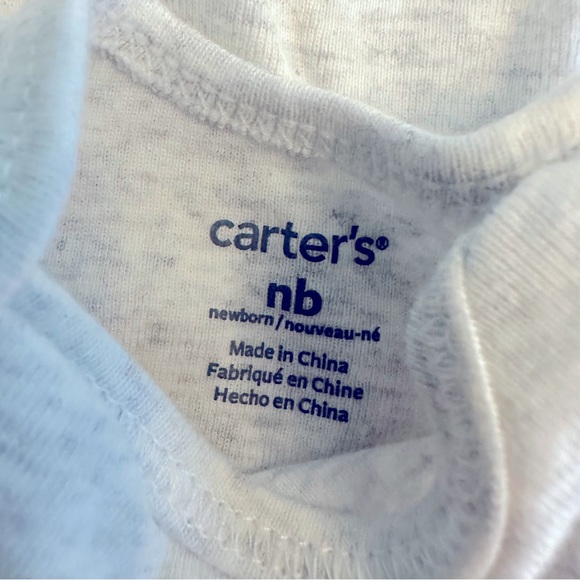 carter's®
nb
newborn/nouveau-né
Made in China
Fabriqué en Chine
Hecho en China